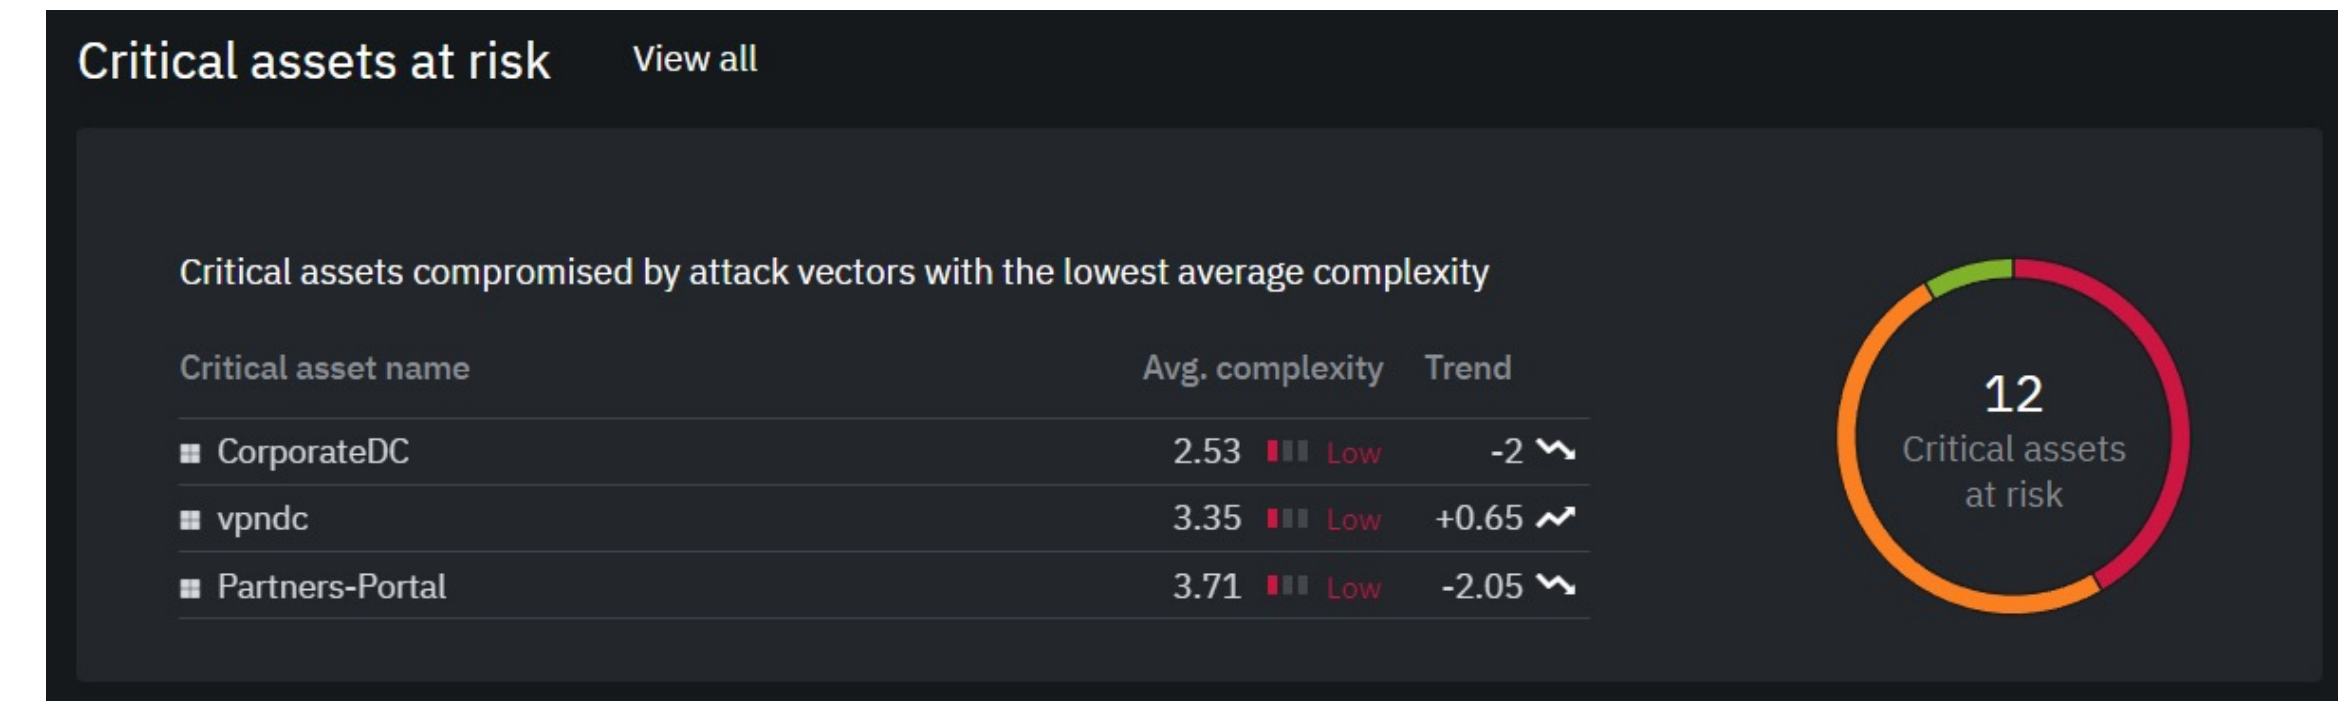 Critical assets at risk View all
Critical assets compromised by attack vectors with the lowest average complexity
Critical asset name Avg. complexity Trend
CorporateDC 2.53 Low -2
vpndc 3.35 Low +0.65
Partners-Portal 3.71 Low -2.05
12
Critical assets
at risk